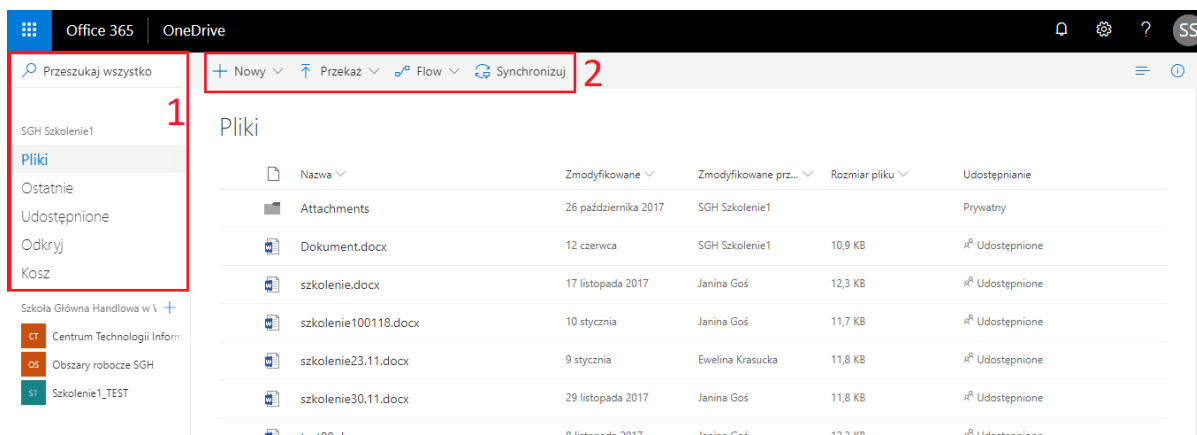 Office 365 OneDrive ? SS
Przeszukaj wszystko
+ Nowy Przekaż Flow Synchronizuj
2
1
SGH Szkolenie1
Pliki
Ostatnie
Udostępnione
Odkryj
Kosz
Szkoła Główna Handlowa w +
CT Centrum Technologii Inform
OS Obszary robocze SGH
ST Szkolenie1_TEST
Pliki
Nazwa Zmodyfikowane Zmodyfikowane prz... Rozmiar pliku Udostępnianie
Attachments 26 października 2017 SGH Szkolenie1 Prywatny
Dokument.docx 12 czerwca SGH Szkolenie1 10,9 KB Udostępnione
szkolenie.docx 17 listopada 2017 Janina Goś 12,3 KB Udostępnione
szkolenie100118.docx 10 stycznia Janina Goś 11,7 KB Udostępnione
szkolenie23.11.docx 9 stycznia Ewelina Krasucka 11,8 KB Udostępnione
szkolenie30.11.docx 29 listopada 2017 Janina Goś 11,8 KB Udostępnione